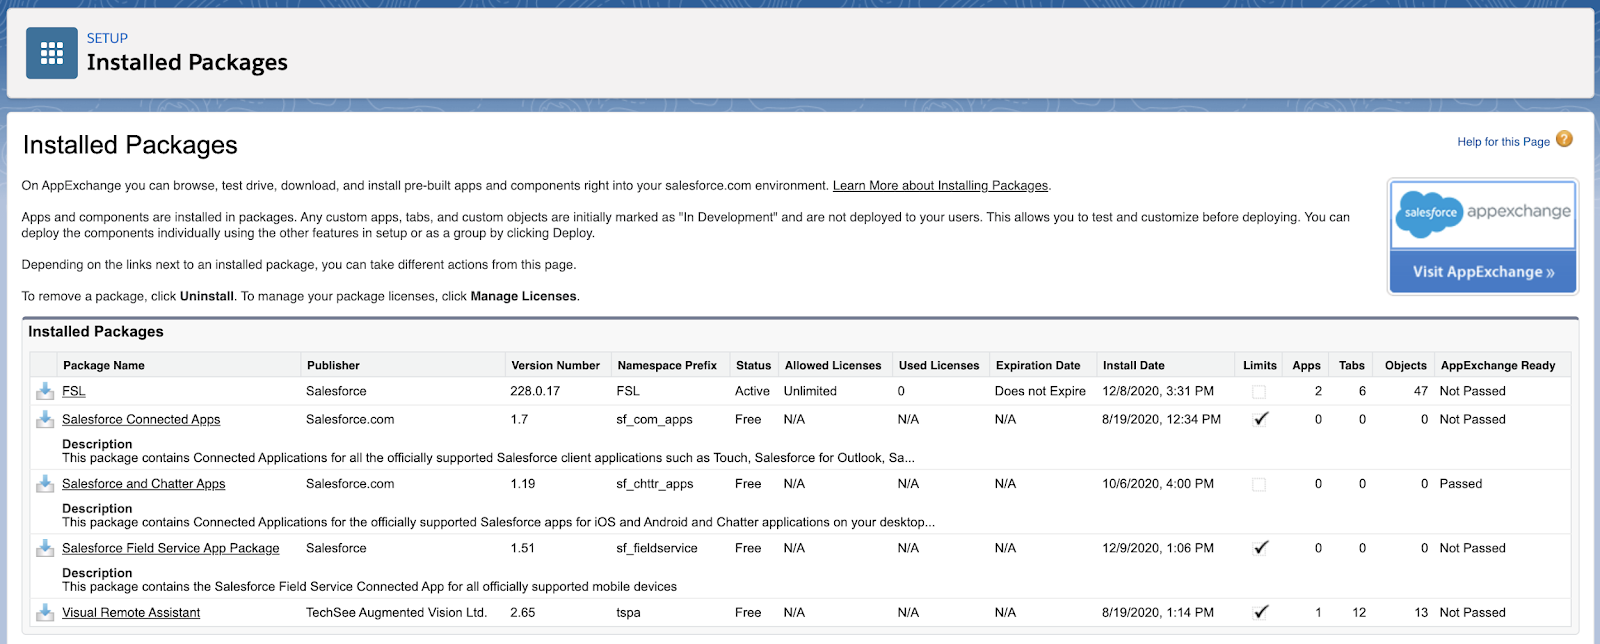 SETUP
Installed Packages
Installed Packages
Help for this Page ?
On AppExchange you can browse, test drive, download, and install pre-built apps and components right into your salesforce.com environment. Learn More about Installing Packages.
Apps and components are installed in packages. Any custom apps, tabs, and custom objects are initially marked as "In Development" and are not deployed to your users. This allows you to test and customize before deploying. You can
deploy the components individually using the other features in setup or as a group by clicking Deploy.
salesforce appexchange
Visit AppExchange »
Depending on the links next to an installed package, you can take different actions from this page.
To remove a package, click Uninstall. To manage your package licenses, click Manage Licenses.
Installed Packages
Package Name Publisher Version Number Namespace Prefix Status Allowed Licenses Used Licenses Expiration Date Install Date Limits Apps Tabs Objects AppExchange Ready
FSL Salesforce 228.0.17 FSL Active Unlimited 0 Does not Expire 12/8/2020, 3:31 PM 2 6 47 Not Passed
Salesforce Connected Apps Salesforce.com 1.7 sf_com_apps Free N/A N/A N/A 8/19/2020, 12:34 PM 0 0 0 Not Passed
Description
This package contains Connected Applications for all the officially supported Salesforce client applications such as Touch, Salesforce for Outlook, Sa...
Salesforce and Chatter Apps Salesforce.com 1.19 sf_chttr_apps Free N/A N/A N/A 10/6/2020, 4:00 PM 0 0 0 Passed
Description
This package contains Connected Applications for the officially supported Salesforce apps for iOS and Android and Chatter applications on your desktop...
Salesforce Field Service App Package Salesforce 1.51 sf_fieldservice Free N/A N/A N/A 12/9/2020, 1:06 PM 0 0 0 Not Passed
Description
This package contains the Salesforce Field Service Connected App for all officially supported mobile devices
Visual Remote Assistant TechSee Augmented Vision Ltd. 2.65 tspa Free N/A N/A N/A 8/19/2020, 1:14 PM 1 12 13 Not Passed